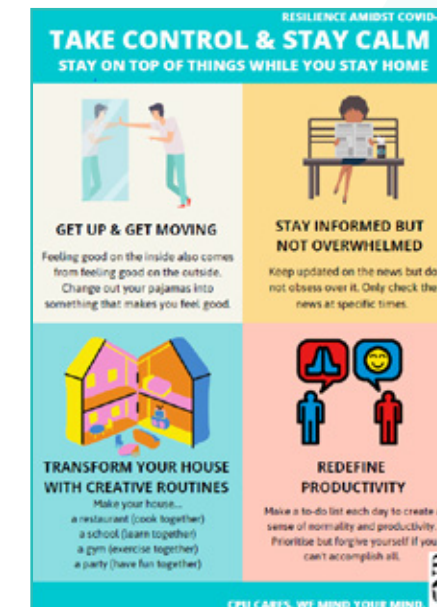 RESILIENCE AMIDST COVID-
TAKE CONTROL & STAY CALM
STAY ON TOP OF THINGS WHILE YOU STAY HOME
GET UP & GET MOVING
Feeling good on the inside also comes
from feeling good on the outside.
Change out your pajamas into
something that makes you feel good.
STAY INFORMED BUT
NOT OVERWHELMED
Keep updated on the news but do
not obsess over it. Only check the
news at specific times.
TRANSFORM YOUR HOUSE
WITH CREATIVE ROUTINES
Make your house...
a restaurant (cook together)
a school (learn together)
a gym (exercise together)
a party (have fun together)
REDEFINE
PRODUCTIVITY
Make a to-do list each day to create a
sense of normality and productivity.
Prioritise but forgive yourself if you
can't accomplish all.
CPU CARES, WE MIND YOUR MIND